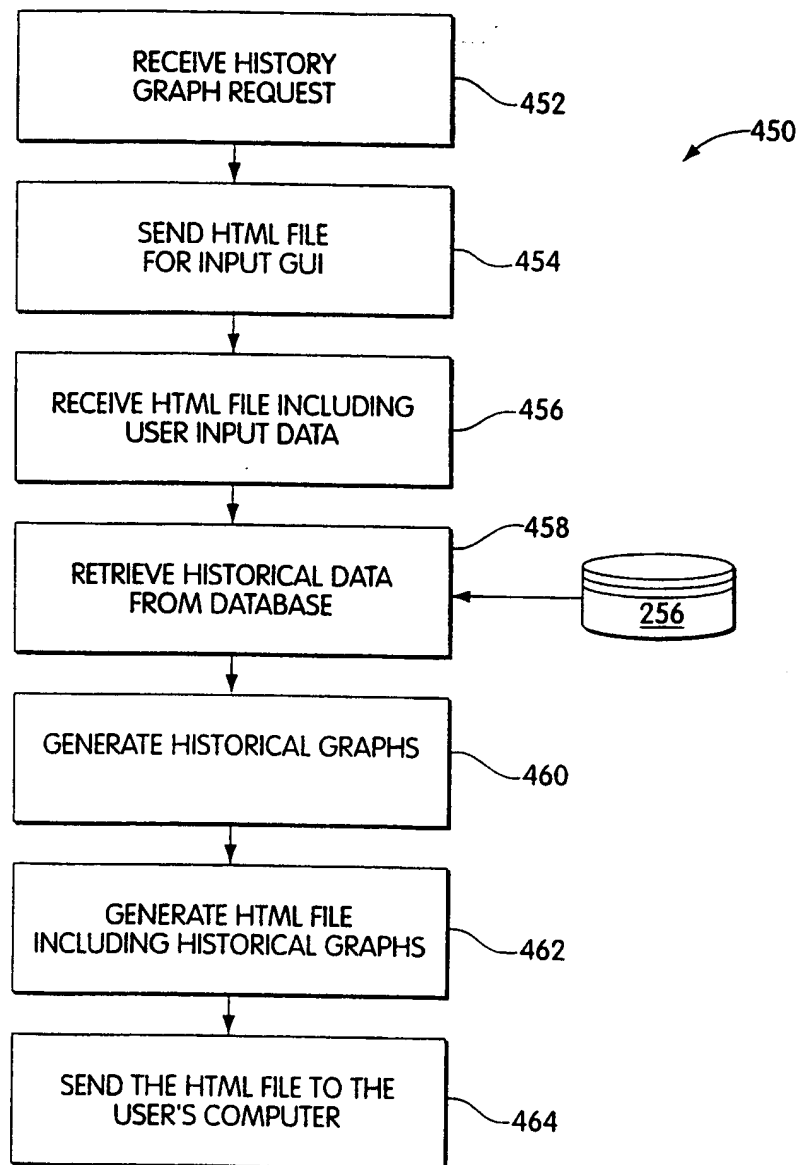 RECEIVE HISTORY
GRAPH REQUEST
452
450
SEND HTML FILE
FOR INPUT GUI
454
RECEIVE HTML FILE INCLUDING
USER INPUT DATA
456
458
RETRIEVE HISTORICAL DATA
FROM DATABASE
256
GENERATE HISTORICAL GRAPHS
460
GENERATE HTML FILE
INCLUDING HISTORICAL GRAPHS
462
SEND THE HTML FILE TO THE
USER'S COMPUTER
464